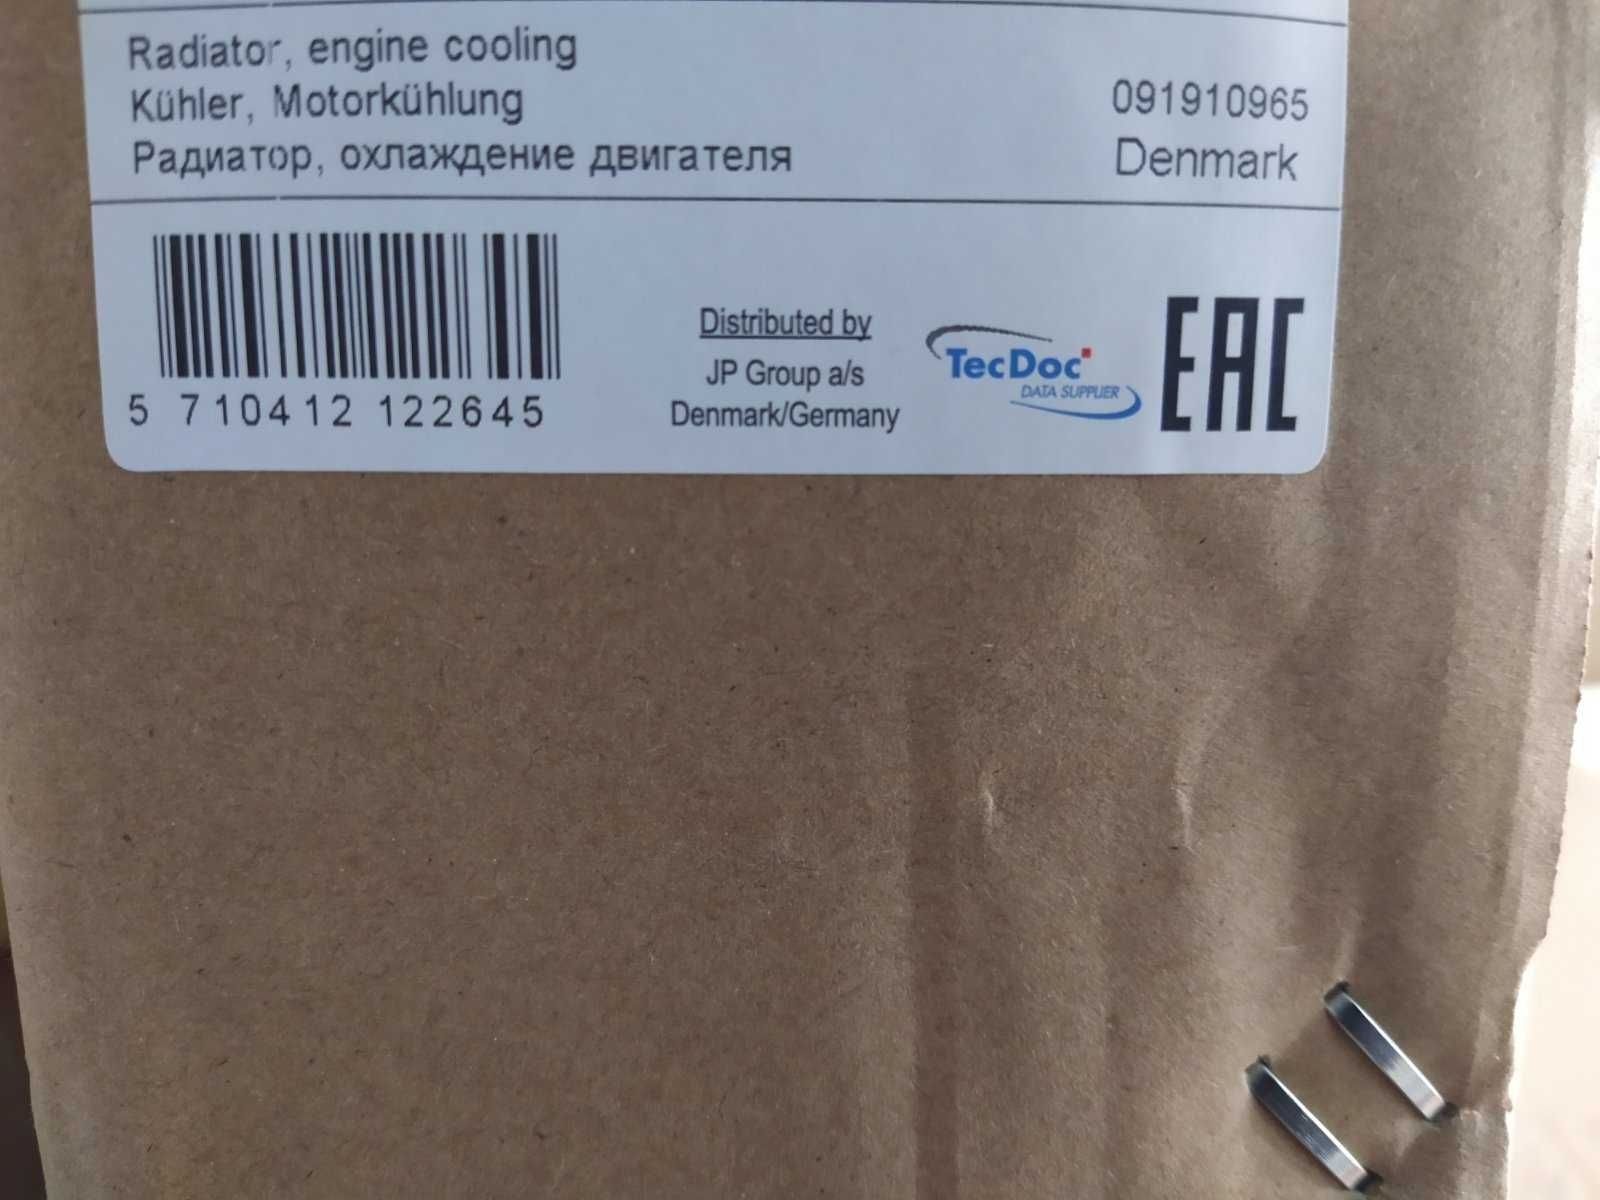 Radiator, engine cooling
Kühler, Motorkühlung
Радиатор, охлаждение двигателя
091910965
Denmark
5 710412 122645
Distributed by
JP Group a/s
Denmark/Germany
TecDoc
DATA SUPPLIER
EAC